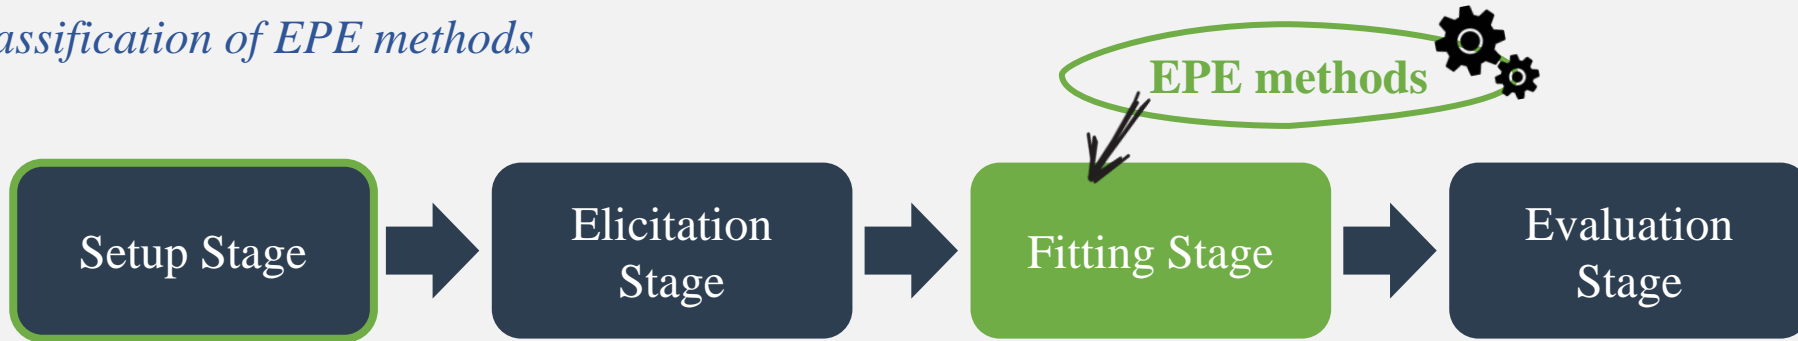 assification of EPE methods
EPE methods
Setup Stage
Elicitation
Stage
Fitting Stage
Evaluation
Stage